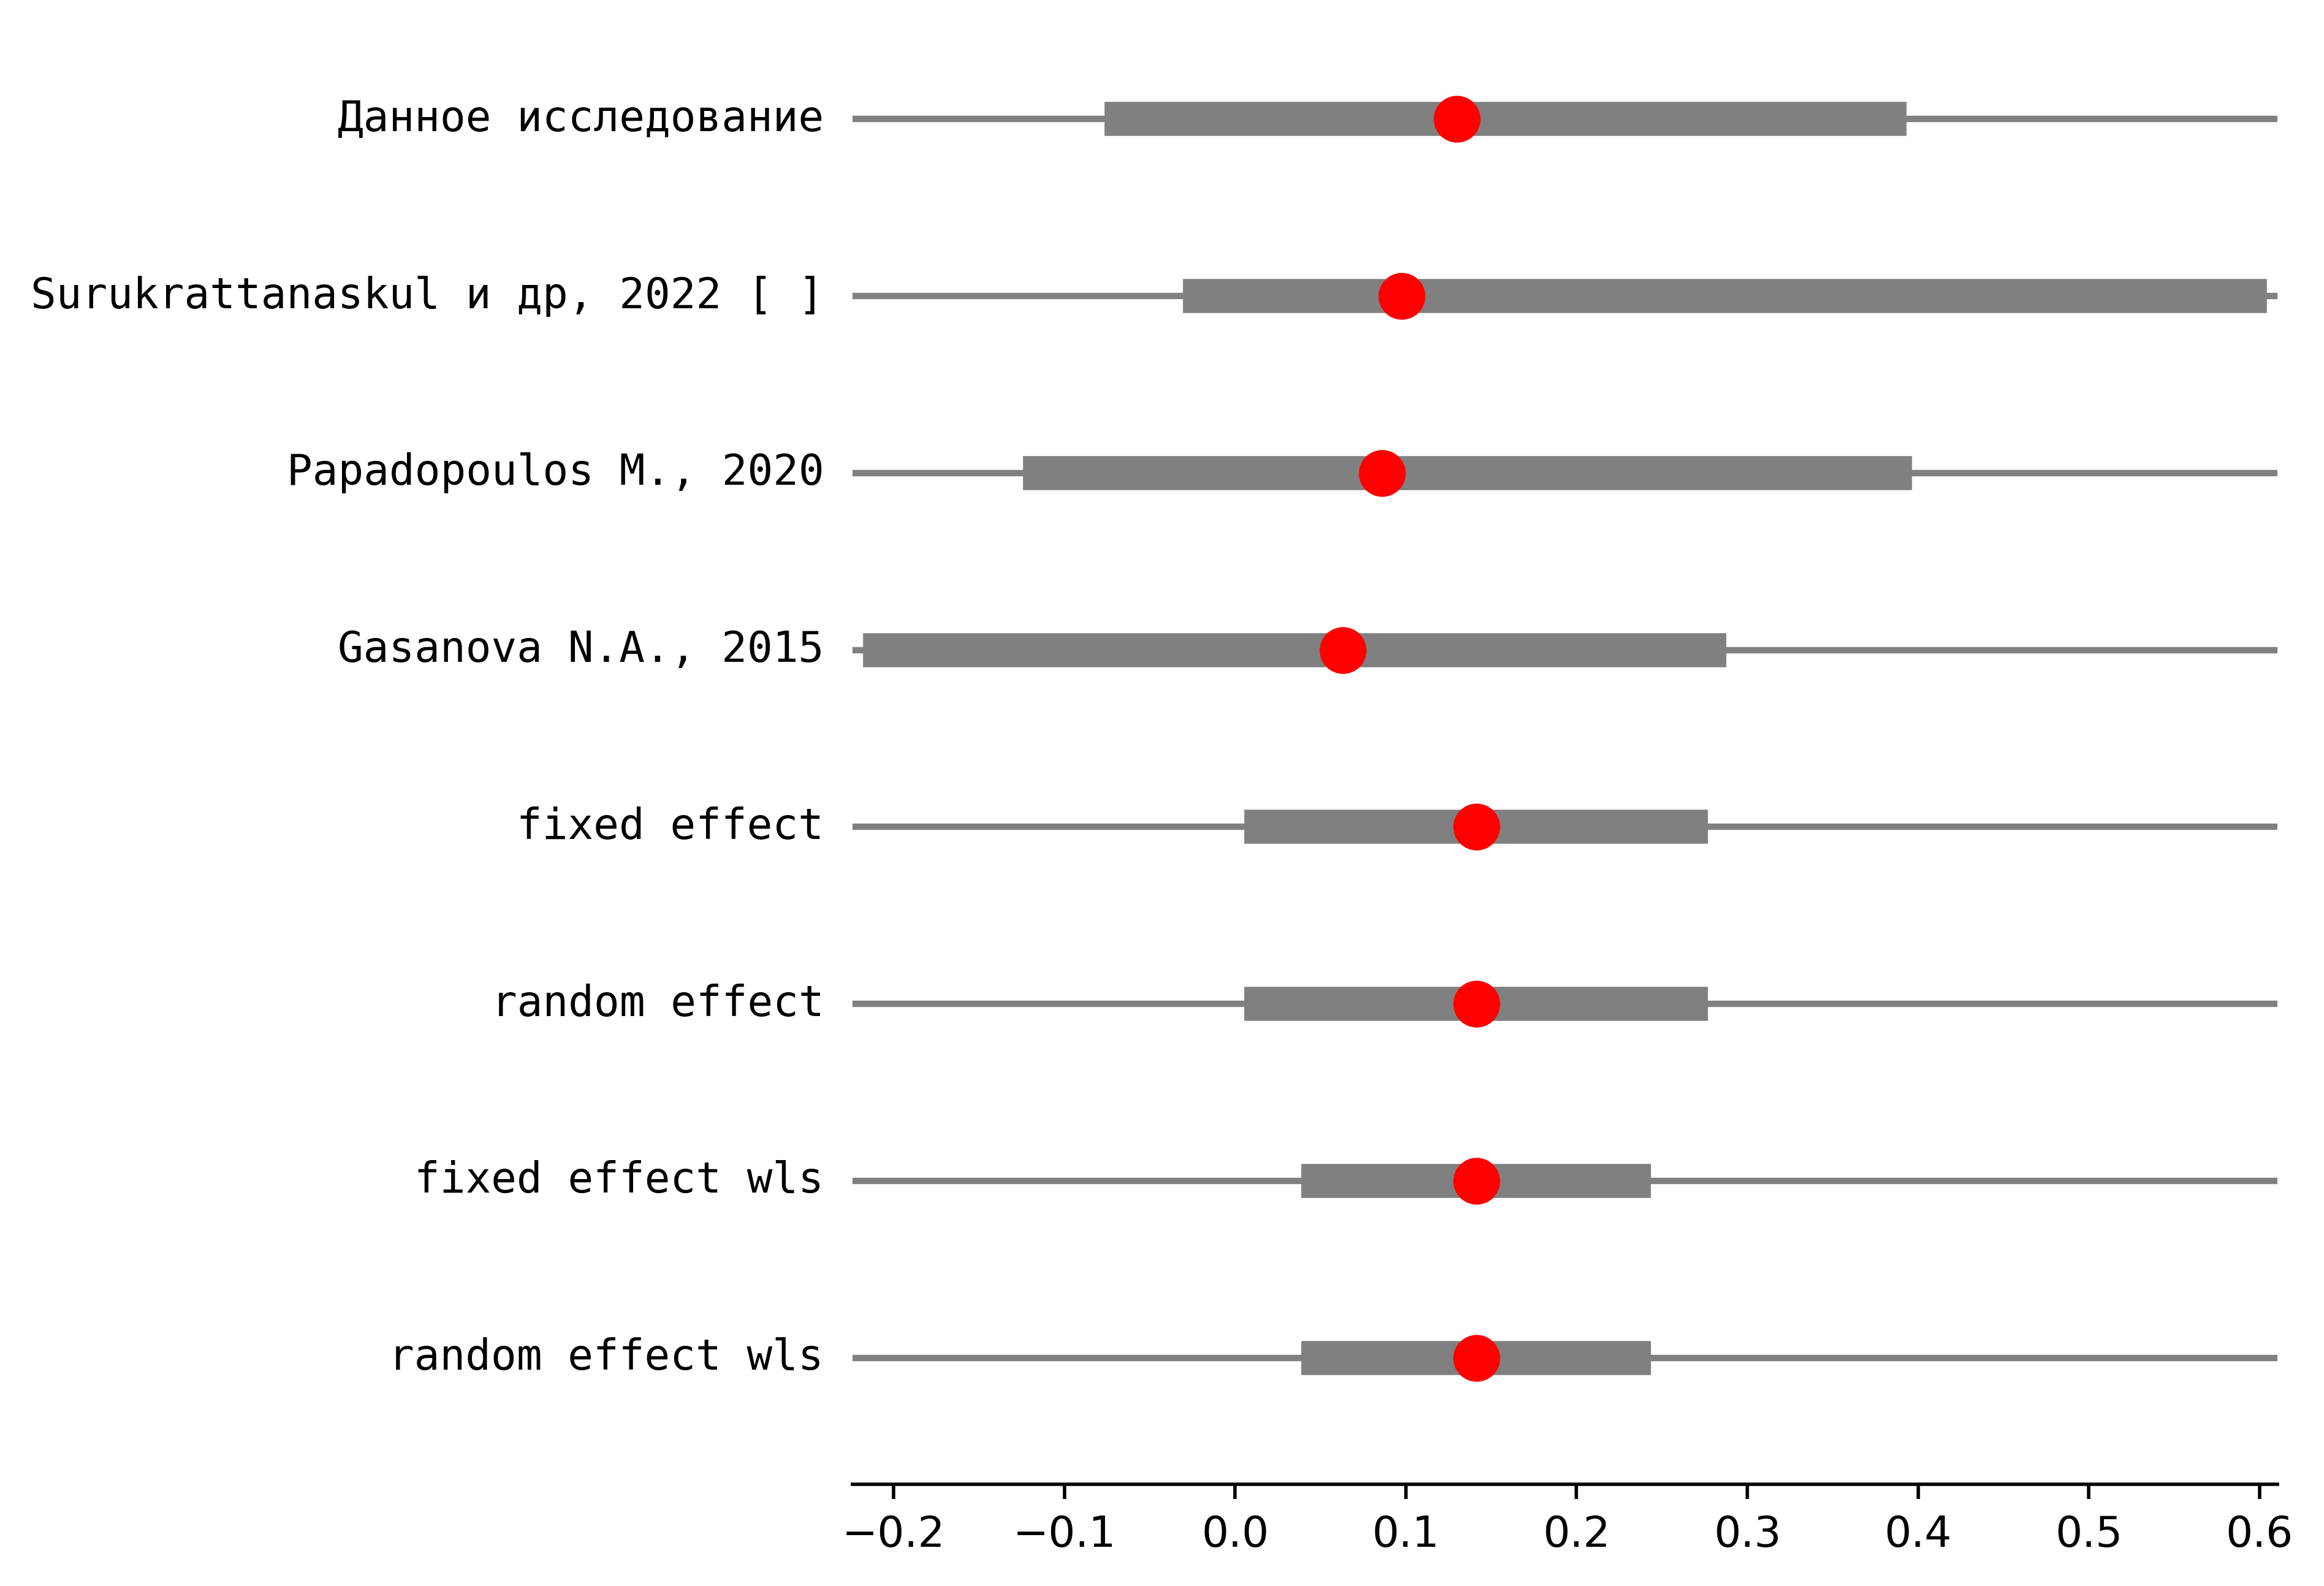 Данное исследование
Surukrattanaskul и др, 2022 [ ]
Papadopoulos M., 2020
Gasanova N.A., 2015
fixed effect
random effect
fixed effect wls
random effect wls
−0.2 −0.1 0.0 0.1 0.2 0.3 0.4 0.5 0.6